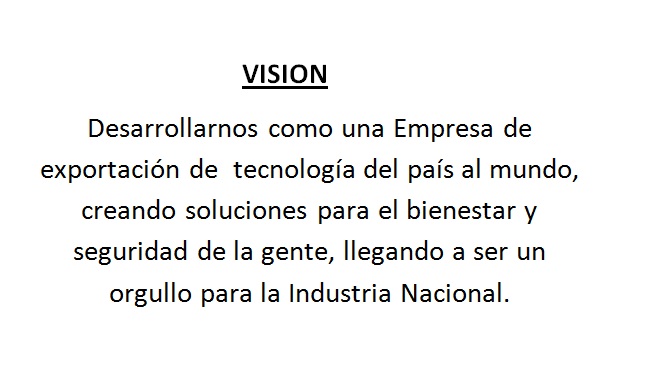 VISION
Desarrollarnos como una Empresa de
exportación de  tecnología del país al mundo,
creando soluciones para el bienestar y
seguridad de la gente, llegando a ser un
orgullo para la Industria Nacional.